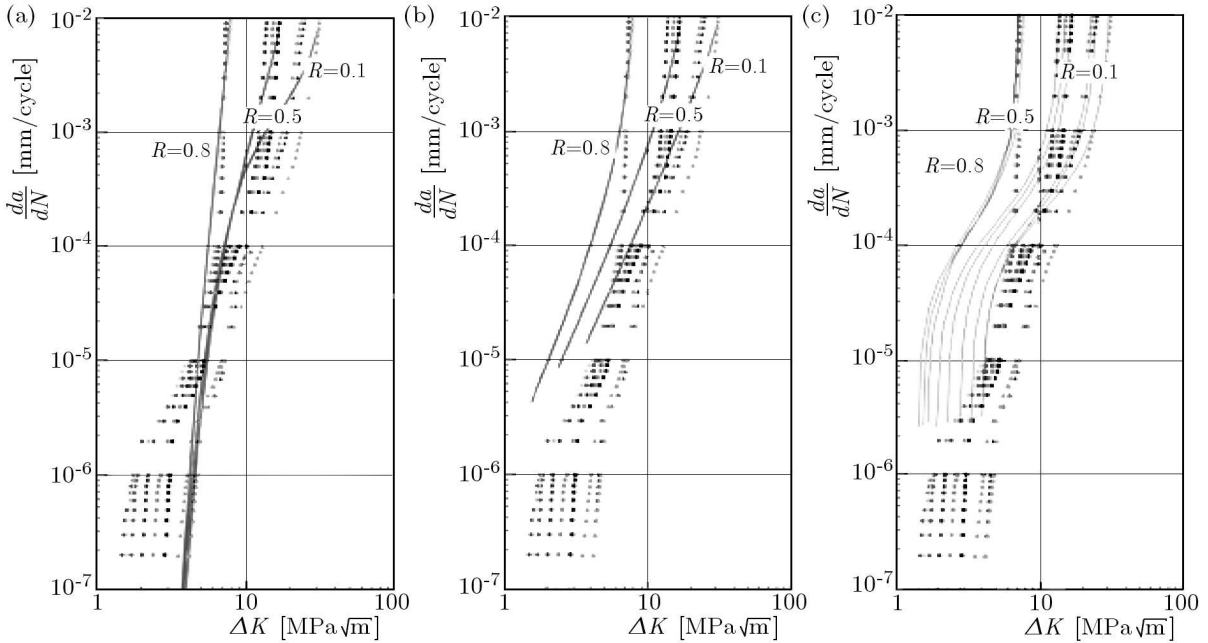 (a)
10⁻²
10⁻³
10⁻⁴
10⁻⁵
10⁻⁶
10⁻⁷
da/dN [mm/cycle]
R=0.1
R=0.5
R=0.8
1 10 100
ΔK [MPa√m]
(b)
10⁻²
10⁻³
10⁻⁴
10⁻⁵
10⁻⁶
10⁻⁷
da/dN [mm/cycle]
R=0.1
R=0.5
R=0.8
1 10 100
ΔK [MPa√m]
(c)
10⁻²
10⁻³
10⁻⁴
10⁻⁵
10⁻⁶
10⁻⁷
da/dN [mm/cycle]
R=0.1
R=0.5
R=0.8
1 10 100
ΔK [MPa√m]